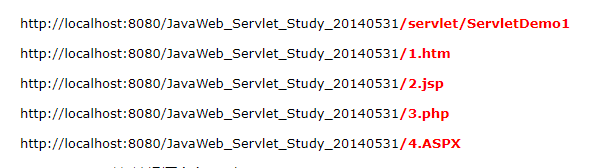 http://localhost:8080/JavaWeb_Servlet_Study_20140531/servlet/ServletDemo1
http://localhost:8080/JavaWeb_Servlet_Study_20140531/1.htm
http://localhost:8080/JavaWeb_Servlet_Study_20140531/2.jsp
http://localhost:8080/JavaWeb_Servlet_Study_20140531/3.php
http://localhost:8080/JavaWeb_Servlet_Study_20140531/4.ASPX